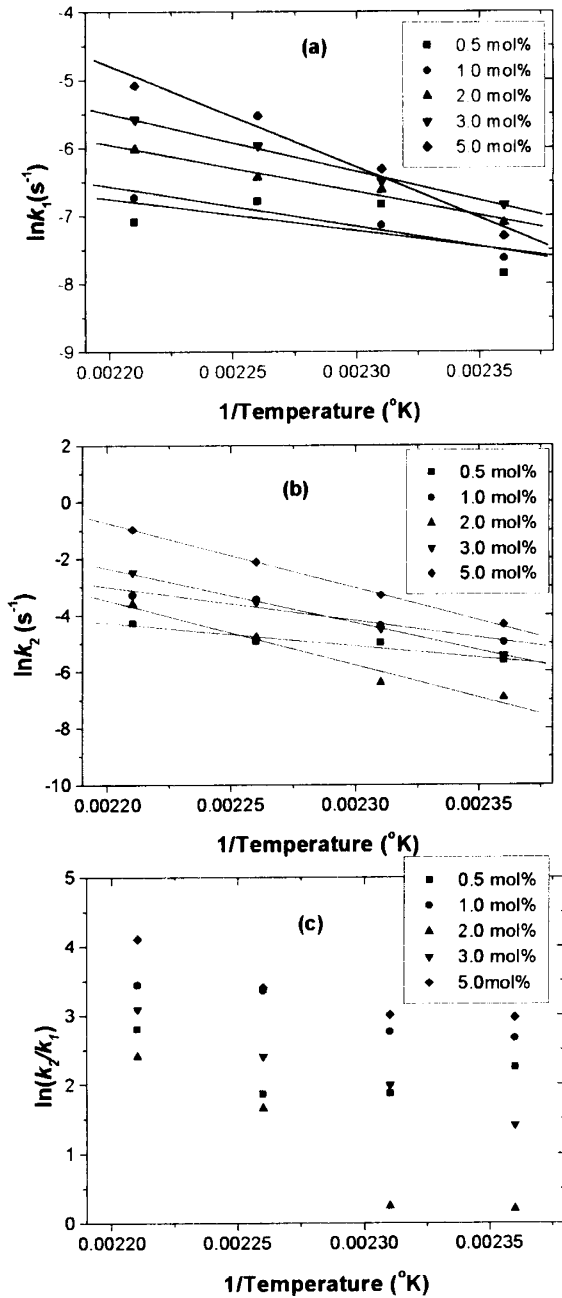 -4
(a)
0.5 mol%
1.0 mol%
2.0 mol%
3.0 mol%
5.0 mol%
-5
-6
-7
-8
-9
lnk₁(s⁻¹)
0 00220 0 00225 0 00230 0 00235
1/Temperature (°K)
2
(b)
0.5 mol%
1.0 mol%
2.0 mol%
3.0 mol%
5.0 mol%
0
-2
-4
-6
-8
-10
lnk₂ (s⁻¹)
0.00220 0.00225 0.00230 0.00235
1/Temperature (°K)
5
(c)
0.5 mol%
1.0 mol%
2.0 mol%
3.0 mol%
5.0mol%
4
3
2
1
0
ln(k₂/k₁)
0.00220 0.00225 0.00230 0.00235
1/Temperature (°K)